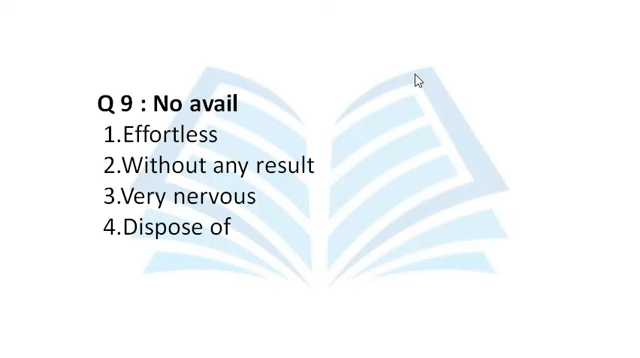 Q 9 : No avail
1.Effortless
2.Without any result
3.Very nervous
4.Dispose of